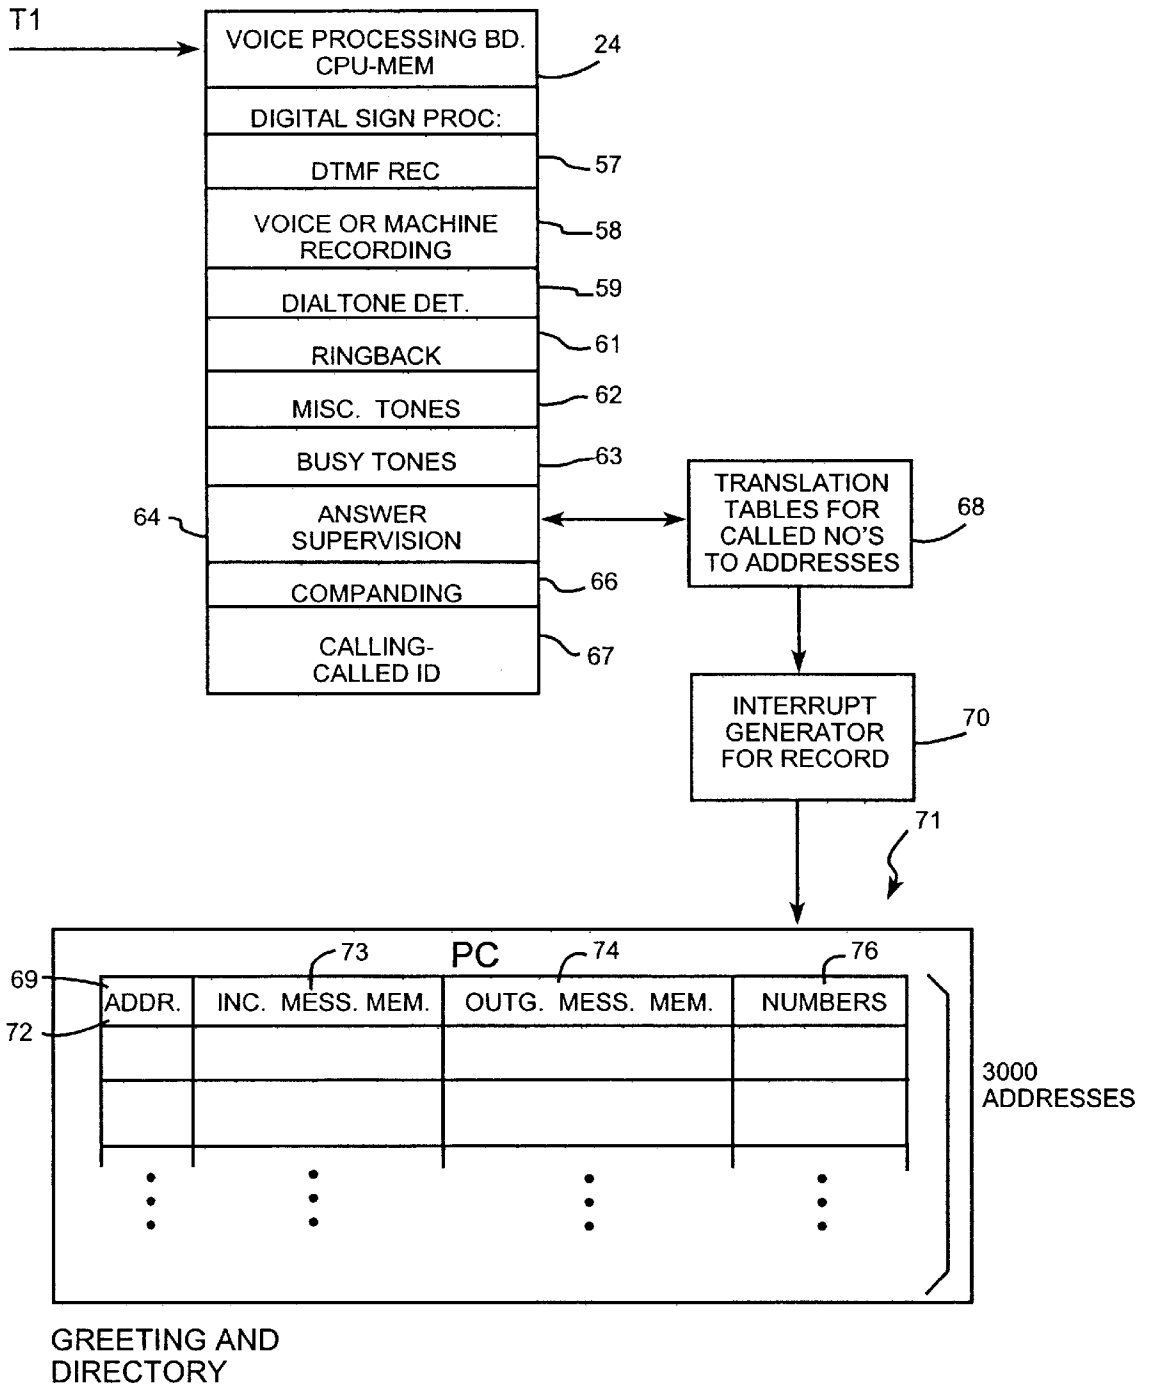 T1
VOICE PROCESSING BD.
CPU-MEM
24
DIGITAL SIGN PROC:
DTMF REC
57
VOICE OR MACHINE
RECORDING
58
DIALTONE DET.
59
RINGBACK
61
MISC. TONES
62
BUSY TONES
63
64
ANSWER
SUPERVISION
COMPANDING
66
CALLING-
CALLED ID
67
TRANSLATION
TABLES FOR
CALLED NO'S
TO ADDRESSES
68
INTERRUPT
GENERATOR
FOR RECORD
70
71
PC
69
72
73
74
76
ADDR.
INC. MESS. MEM.
OUTG. MESS. MEM.
NUMBERS
3000
ADDRESSES
GREETING AND
DIRECTORY